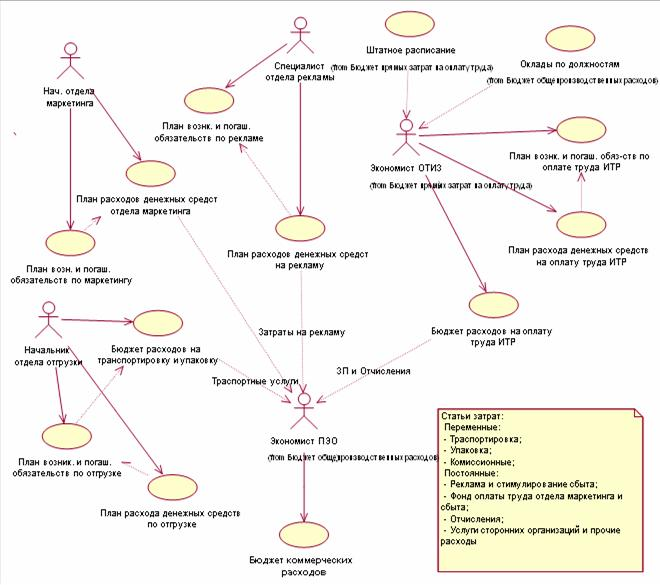 Штатное расписание
(from Бюджет прямных затрат на оплату труда)
Оклады по должностям
(from Бюджет общепроизводственных расходов)
Специалист
отдела рекламы
Нач. отдела
маркетинга
План вознк. и погаш.
обязательств по рекламе
Экономист ОТИЗ
(from Бюджет прямных затрат на оплату труда)
План вознк. и погаш. обяз-ств по
оплате труда ИТР
План расходов денежных средст
отдела маркетинга
План расходов денежных средст
на рекламу
План расхода денежных средств
на оплату труда ИТР
План возн. и погаш.
обязательств по маркетингу
Начальник
отдела отгрузки
Бюджет расходов на
транспортировку и упаковку
Затраты на рекламу
Бюджет расходов на оплату
труда ИТР
Траспортные услуги
ЗП и Отчисления
Экономист ПЭО
(from Бюджет общепроизводственных расходов)
План возник. и погаш.
обязательств по отгрузке
План расхода денежных средств
по отгрузке
Бюджет коммерческих
расходов
Статьи затрат:
Переменные:
- Траспортировка;
- Упаковка;
- Комиссионные;
Постоянные:
- Реклама и стимулирование сбыта;
- Фонд оплаты труда отдела маркетинга и
сбыта;
- Отчисления;
- Услуги сторонних организаций и прочие
расходы